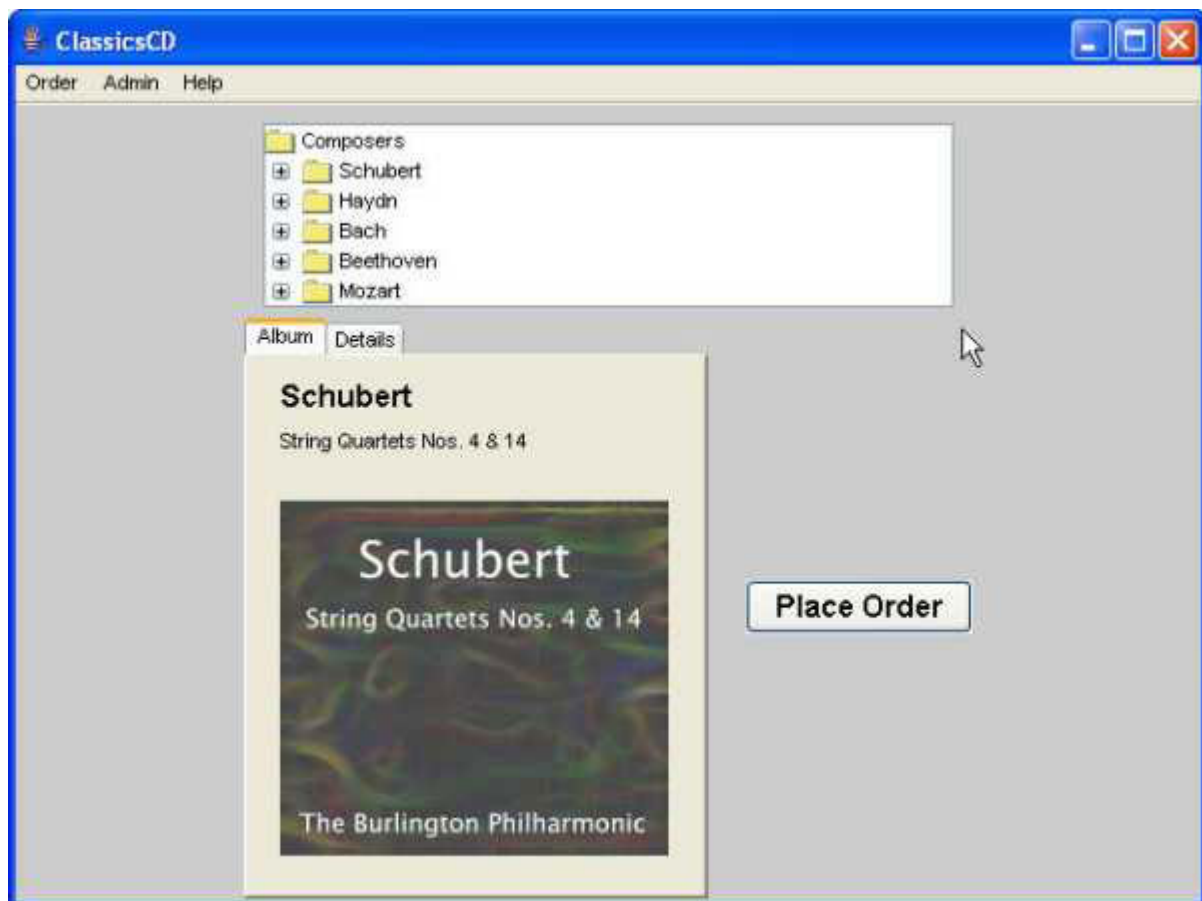 ClassicsCD
Order Admin Help
Composers
Schubert
Haydn
Bach
Beethoven
Mozart
Album Details
Schubert
String Quartets Nos. 4 & 14
Schubert
String Quartets Nos. 4 & 14
Place Order
The Burlington Philharmonic